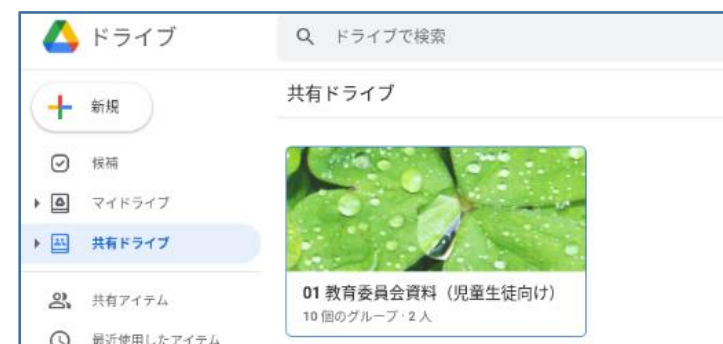 ドライブ
ドライブで検索
新規
共有ドライブ
候補
マイドライブ
共有ドライブ
01 教育委員会資料（児童生徒向け）
10 個のグループ · 2 人
共有アイテム
最近使用したアイテム